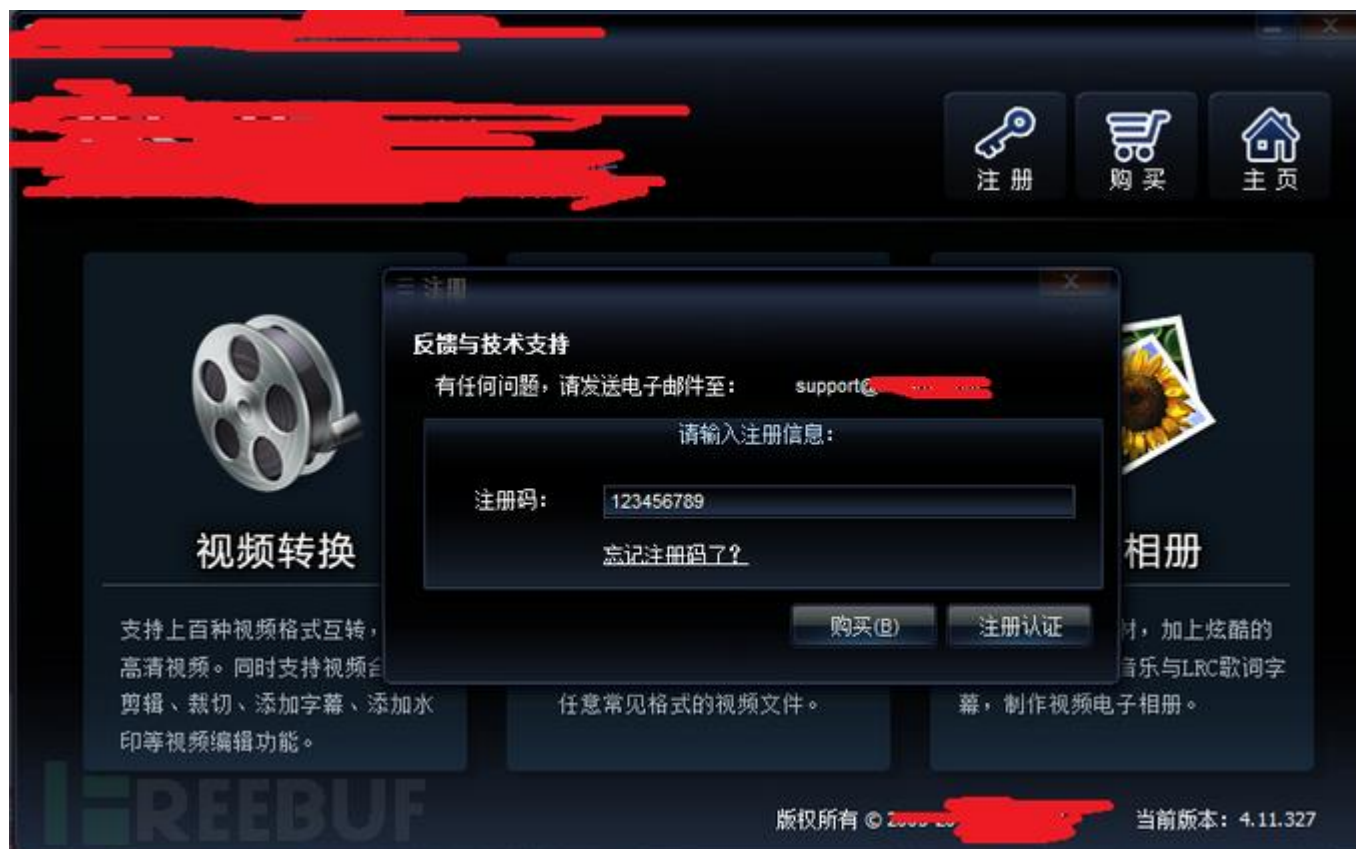 注册
购买
主页
注册
反馈与技术支持
有任何问题，请发送电子邮件至： support@
请输入注册信息：
注册码： 123456789
忘记注册码了?
购买(B) 注册认证
视频转换
支持上百种视频格式互转，
高清视频。同时支持视频合
剪辑、裁切、添加字幕、添加水
印等视频编辑功能。
任意常见格式的视频文件。
相册
材，加上炫酷的
音乐与LRC歌词字
幕，制作视频电子相册。
版权所有 © 当前版本：4.11.327
REEBUF